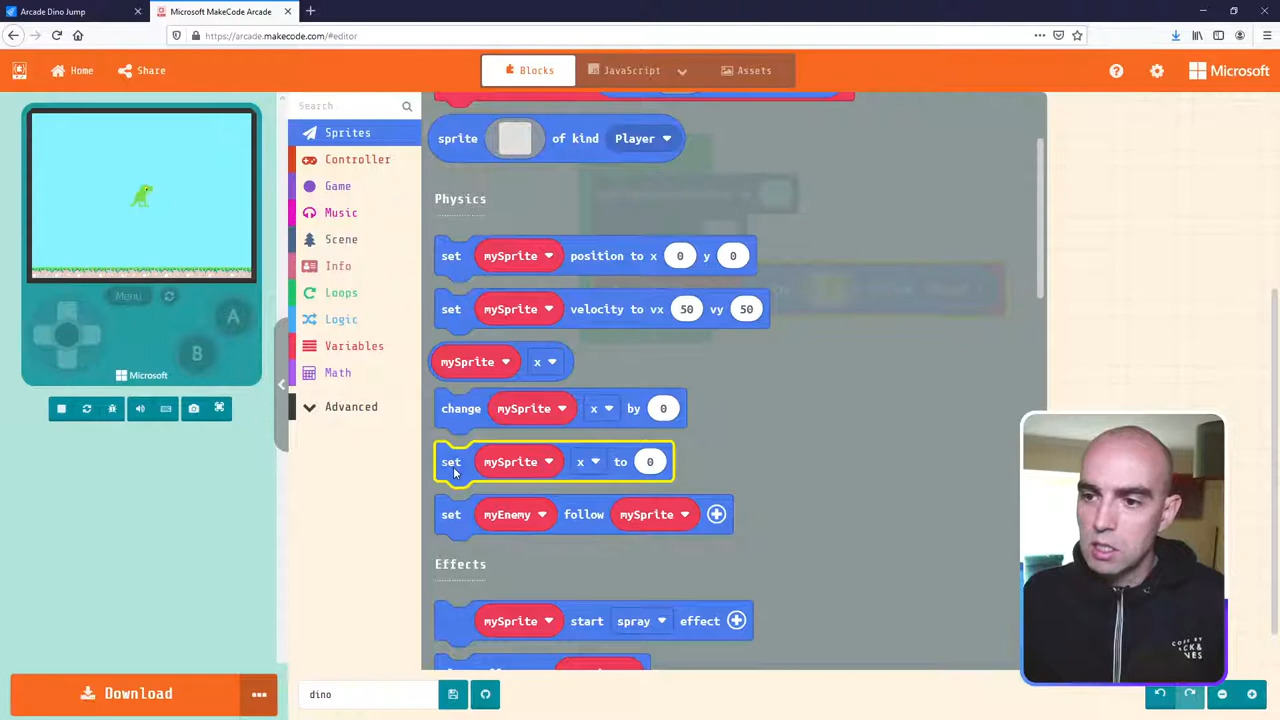 Arcade Dino Jump
Microsoft MakeCode Arcade
https://arcade.makecode.com/#editor
Home
Share
Blocks
JavaScript
Assets
Microsoft
Search
Sprites
Controller
Game
Music
Scene
Info
Loops
Logic
Variables
Math
Advanced
sprite of kind Player
Physics
set mySprite position to x 0 y 0
set mySprite velocity to vx 50 vy 50
mySprite x
change mySprite x by 0
set mySprite x to 0
set myEnemy follow mySprite
Effects
mySprite start spray effect
Menu
A
B
Microsoft
Download
dino